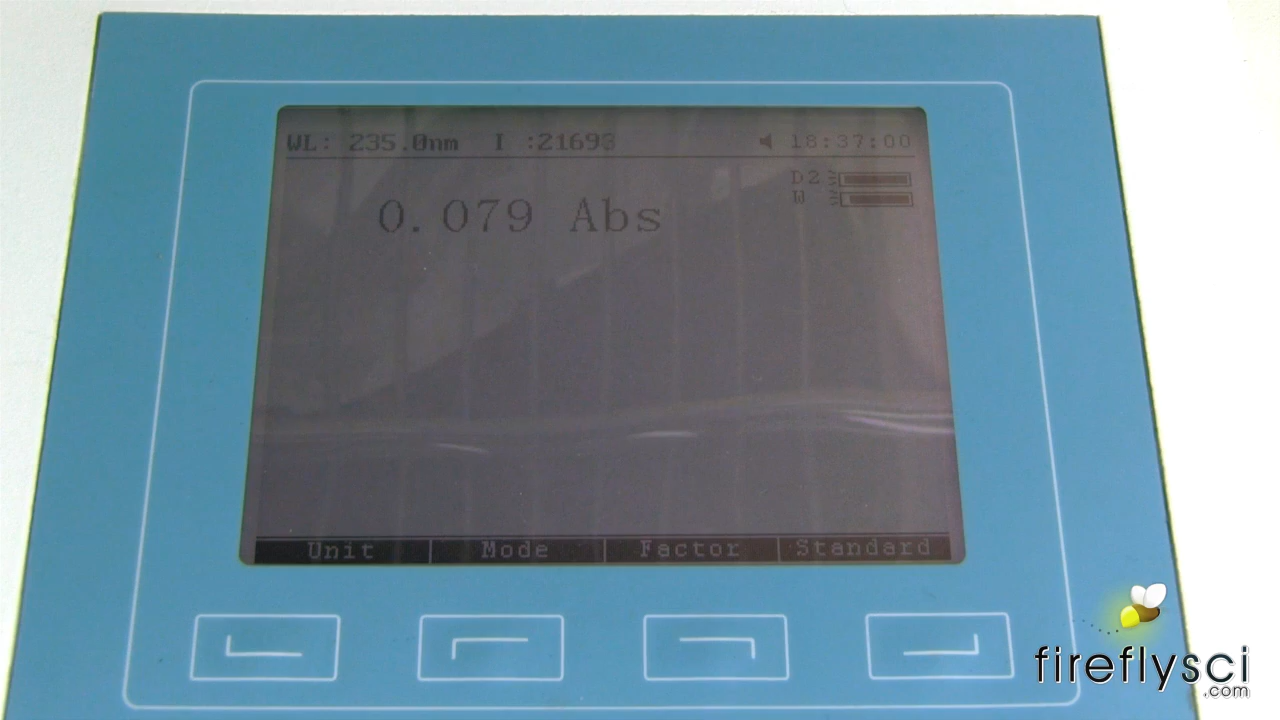 WL: 235.0nm I :21693 18:37:00
D2
W
0.079 Abs
Unit Mode Factor Standard
fireflysci
.com